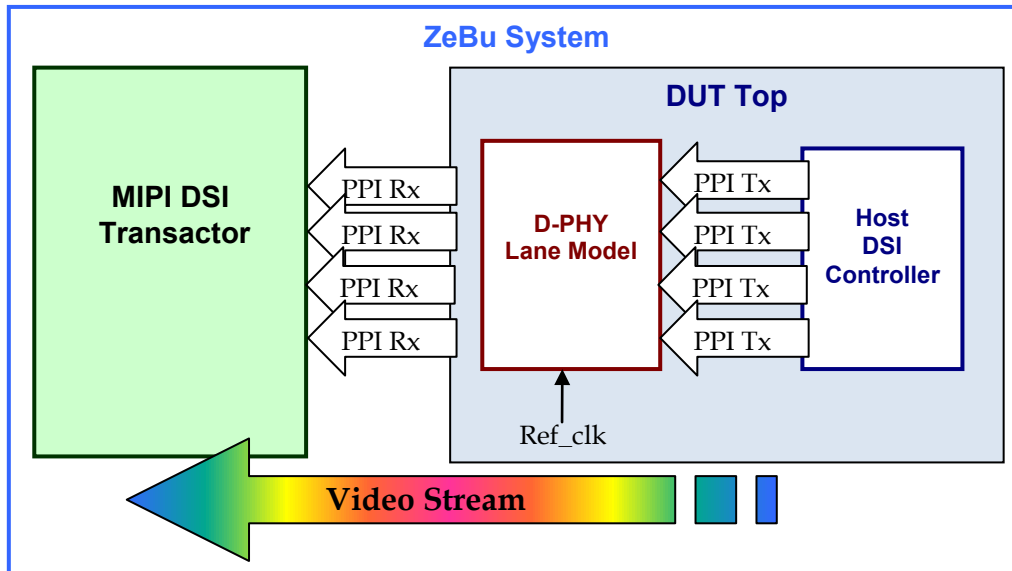 ZeBu System
DUT Top
MIPI DSI
Transactor
PPI Rx
PPI Rx
PPI Rx
PPI Rx
D-PHY
Lane Model
PPI Tx
PPI Tx
PPI Tx
PPI Tx
Host
DSI
Controller
Ref_clk
Video Stream